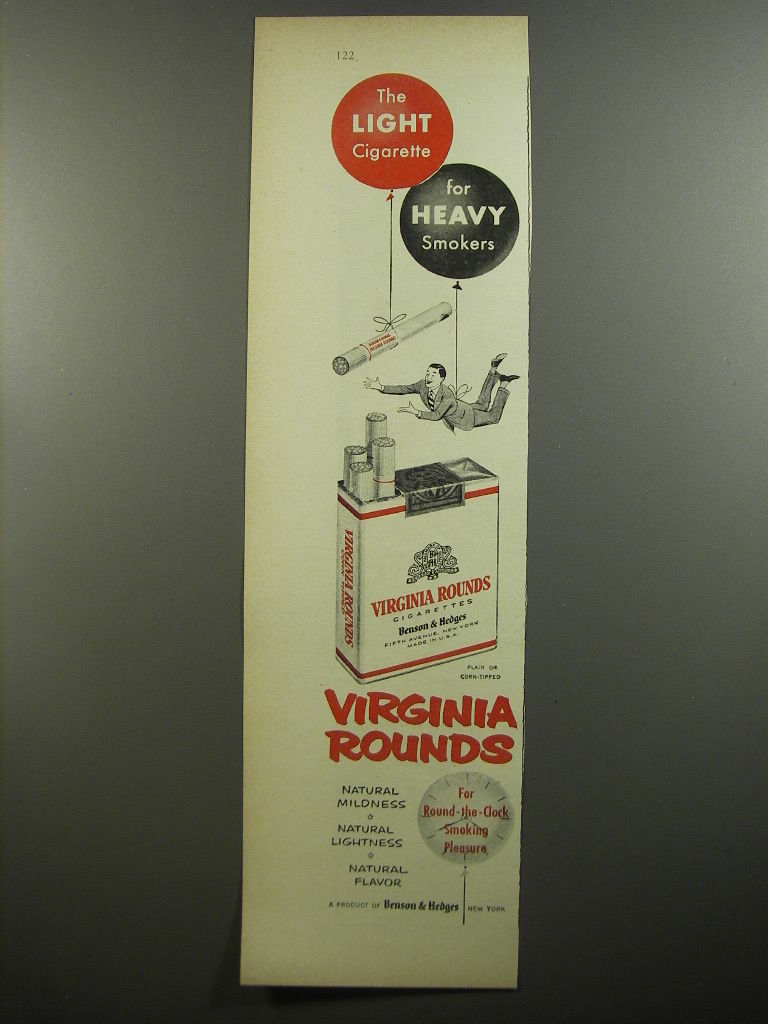 122
The
LIGHT
Cigarette
for
HEAVY
Smokers
VIRGINIA ROUNDS
VIRGINIA ROUNDS
CIGARETTES
Benson & Hedges
FIFTH AVENUE, NEW YORK
MADE IN U.S.A.
PLAIN OR
CORN-TIPPED
VIRGINIA
ROUNDS
NATURAL
MILDNESS
☆
NATURAL
LIGHTNESS
☆
NATURAL
FLAVOR
For
Round-the-Clock
Smoking
Pleasure
A PRODUCT OF Benson & Hedges NEW YORK